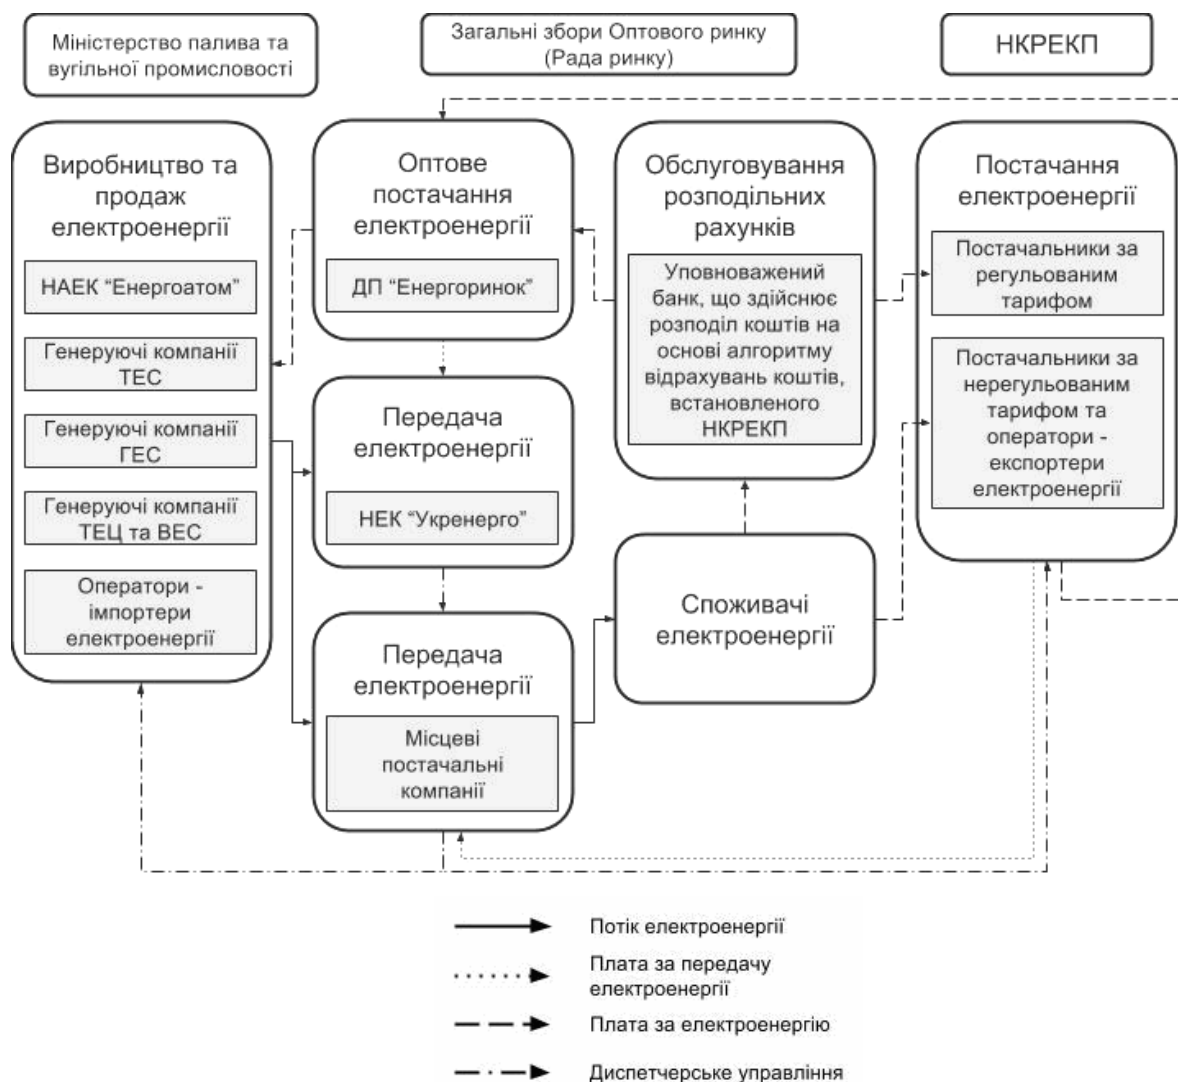 Міністерство палива та
вугільної промисловості
Загальні збори Оптового ринку
(Рада ринку)
НКРЕКП
Виробництво та
продаж
електроенергії
НАЕК “Енергоатом”
Генеруючі компанії
ТЕС
Генеруючі компанії
ГЕС
Генеруючі компанії
ТЕЦ та ВЕС
Оператори -
імпортери
електроенергії
Оптове
постачання
електроенергії
ДП “Енергоринок”
Передача
електроенергії
НЕК “Укренерго”
Передача
електроенергії
Місцеві
постачальні
компанії
Обслуговування
розподільних
рахунків
Уповноважений
банк, що здійснює
розподіл коштів на
основі алгоритму
відрахувань коштів,
встановленого
НКРЕКП
Споживачі
електроенергії
Постачання
електроенергії
Постачальники за
регульованим
тарифом
Постачальники за
нерегульованим
тарифом та
оператори -
експортери
електроенергії
Потік електроенергії
Плата за передачу
електроенергії
Плата за електроенергію
Диспетчерське управління